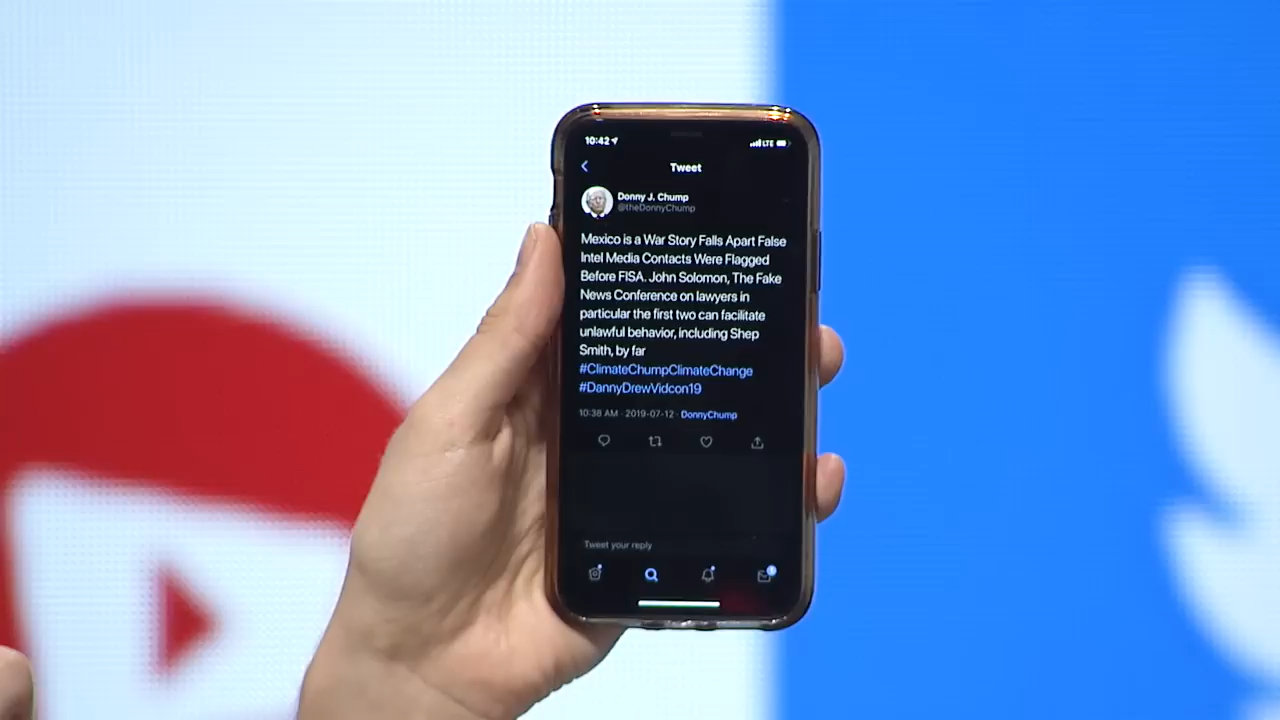 10:42
LTE
Tweet
Donny J. Chump
@theDonnyChump
Mexico is a War Story Falls Apart False
Intel Media Contacts Were Flagged
Before FISA. John Solomon, The Fake
News Conference on lawyers in
particular the first two can facilitate
unlawful behavior, including Shep
Smith, by far
#ClimateChumpClimateChange
#DannyDrewVidcon19
10:38 AM · 2019-07-12 · DonnyChump
Tweet your reply